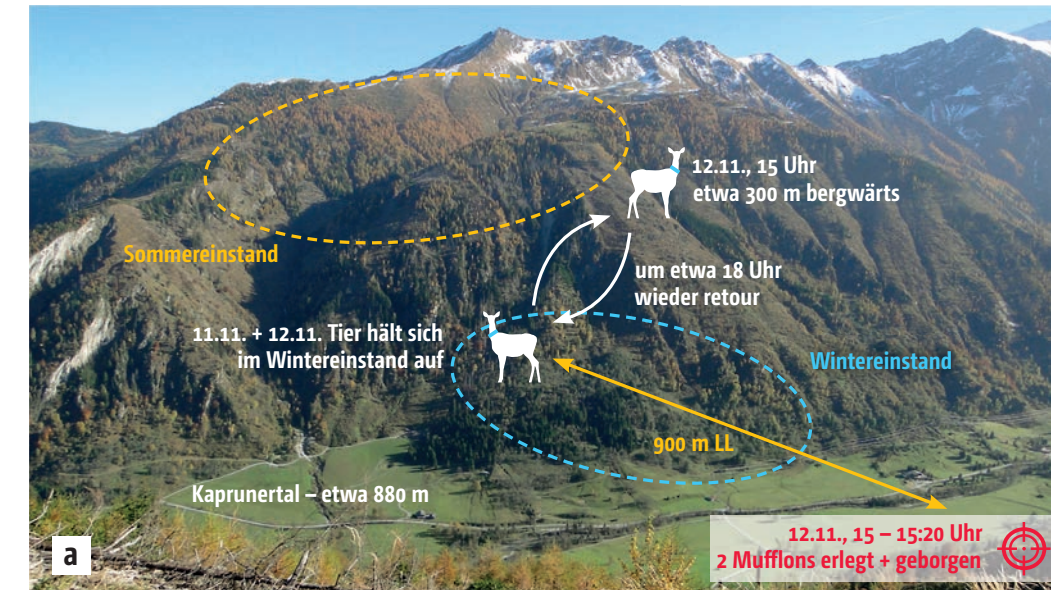 12.11., 15 Uhr
etwa 300 m bergwärts
Sommereinstand
um etwa 18 Uhr
wieder retour
11.11. + 12.11. Tier hält sich
im Wintereinstand auf
Wintereinstand
900 m LL
Kaprunertal – etwa 880 m
12.11., 15 – 15:20 Uhr
2 Mufflons erlegt + geborgen
a